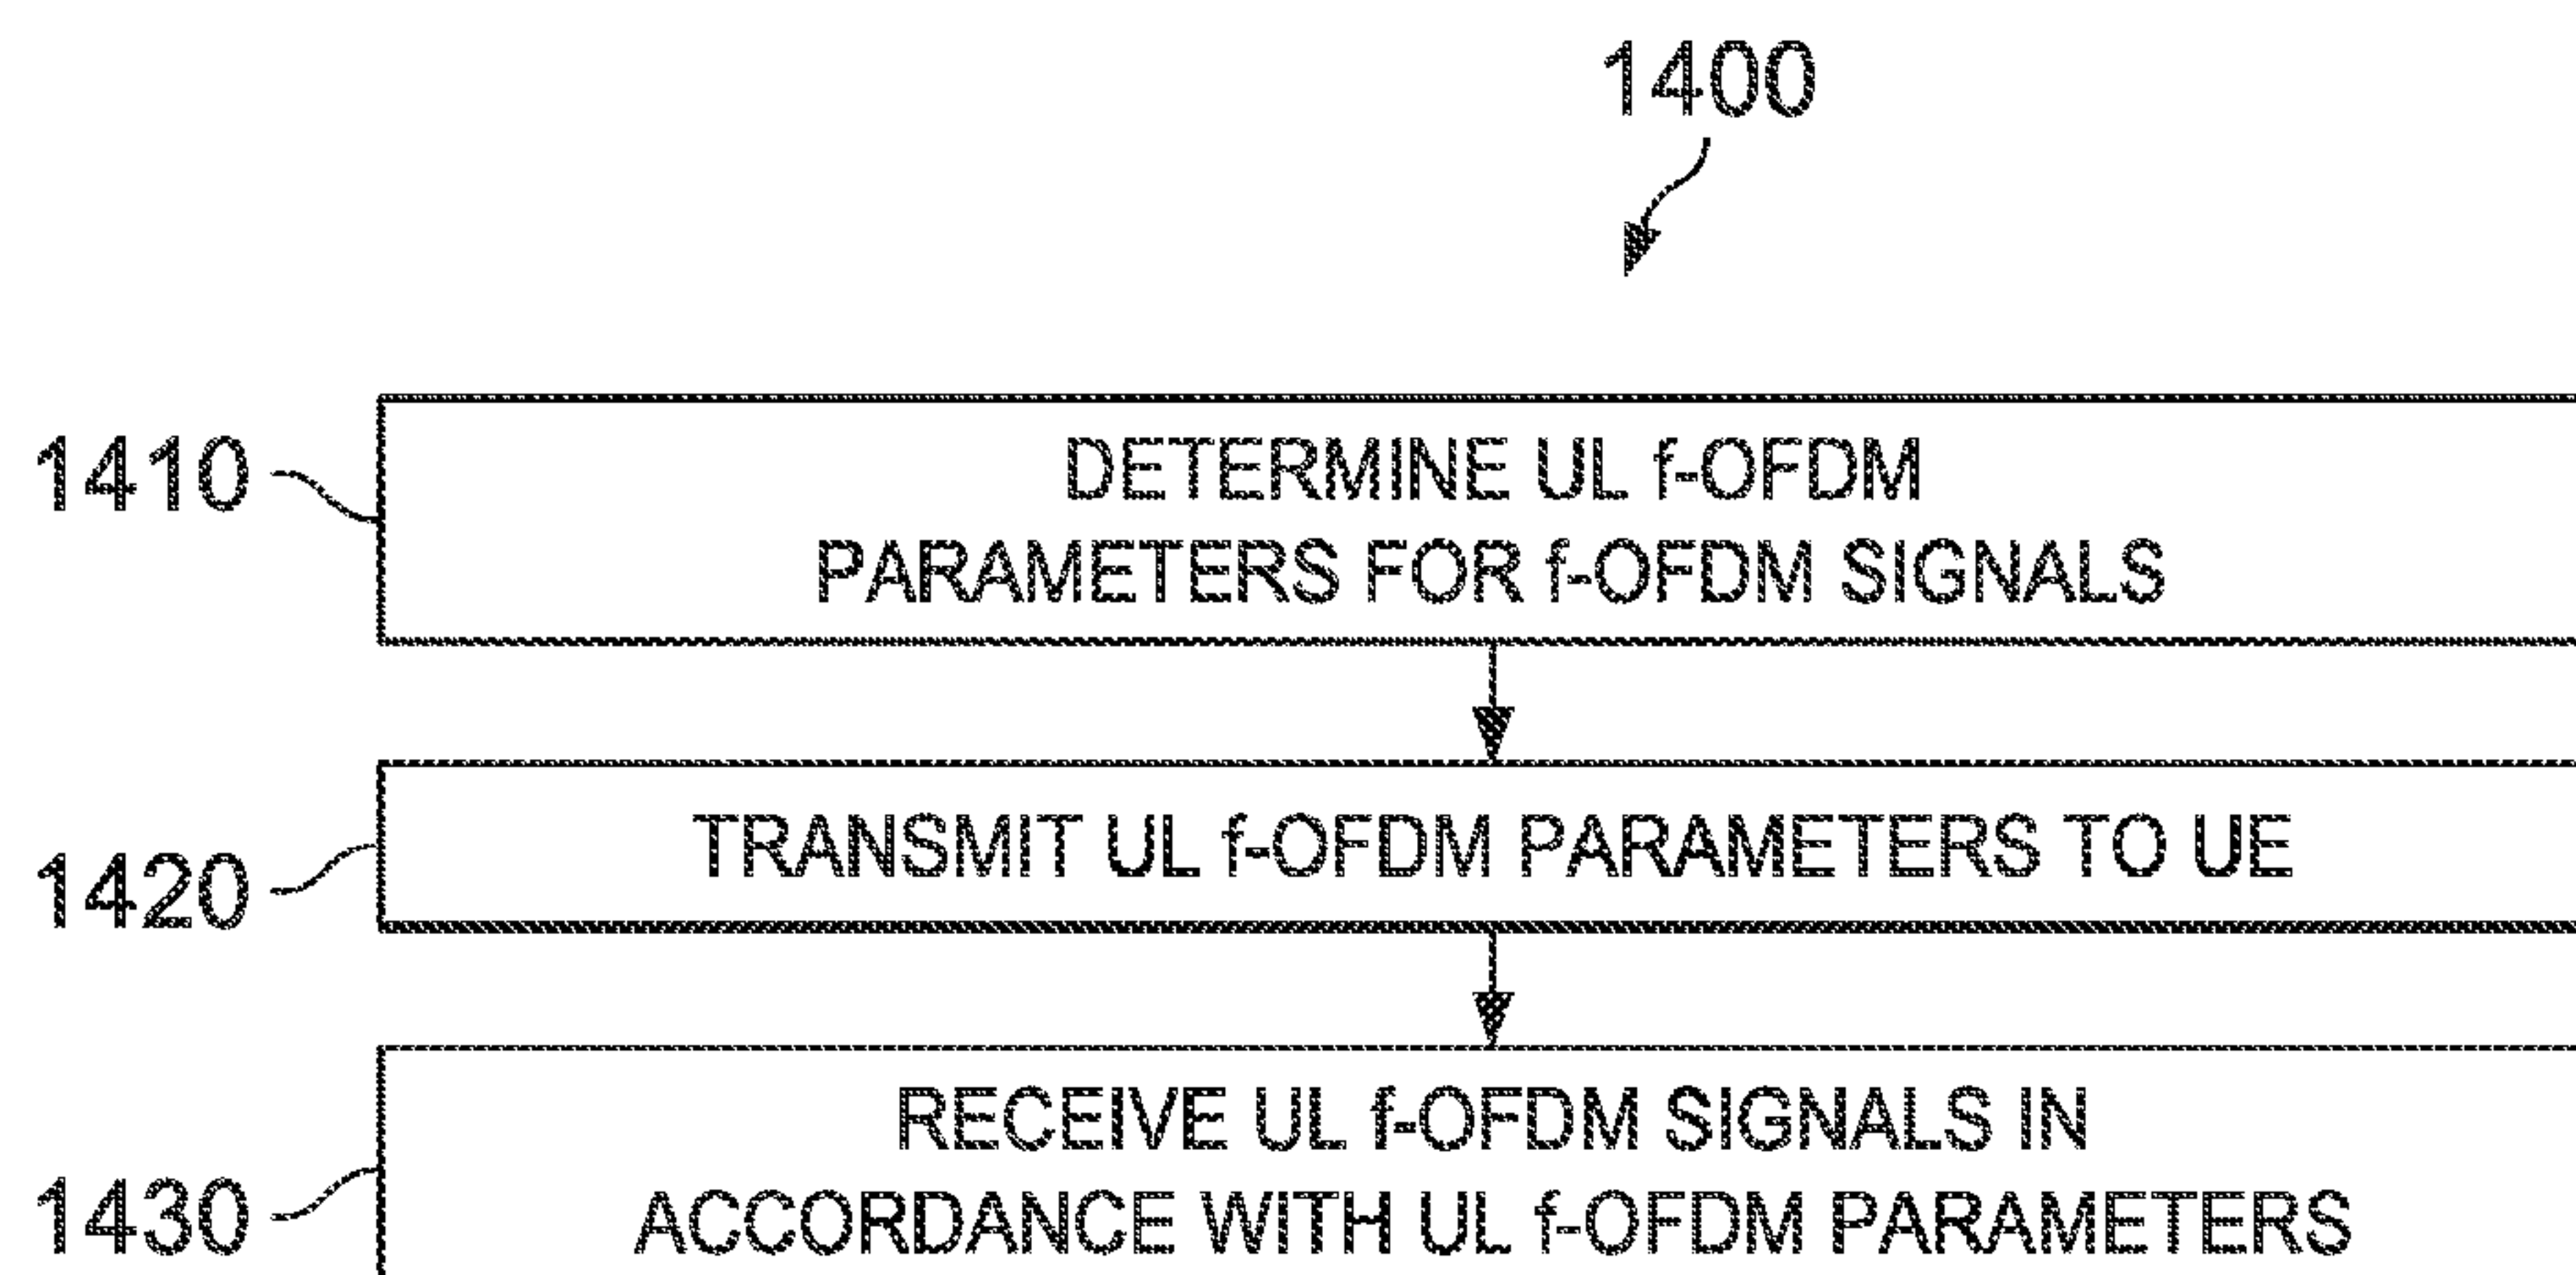 1400
1410
DETERMINE UL f-OFDM
PARAMETERS FOR f-OFDM SIGNALS
1420
TRANSMIT UL f-OFDM PARAMETERS TO UE
RECEIVE UL f-OFDM SIGNALS IN
1430
ACCORDANCE WITH UL f-OFDM PARAMETERS